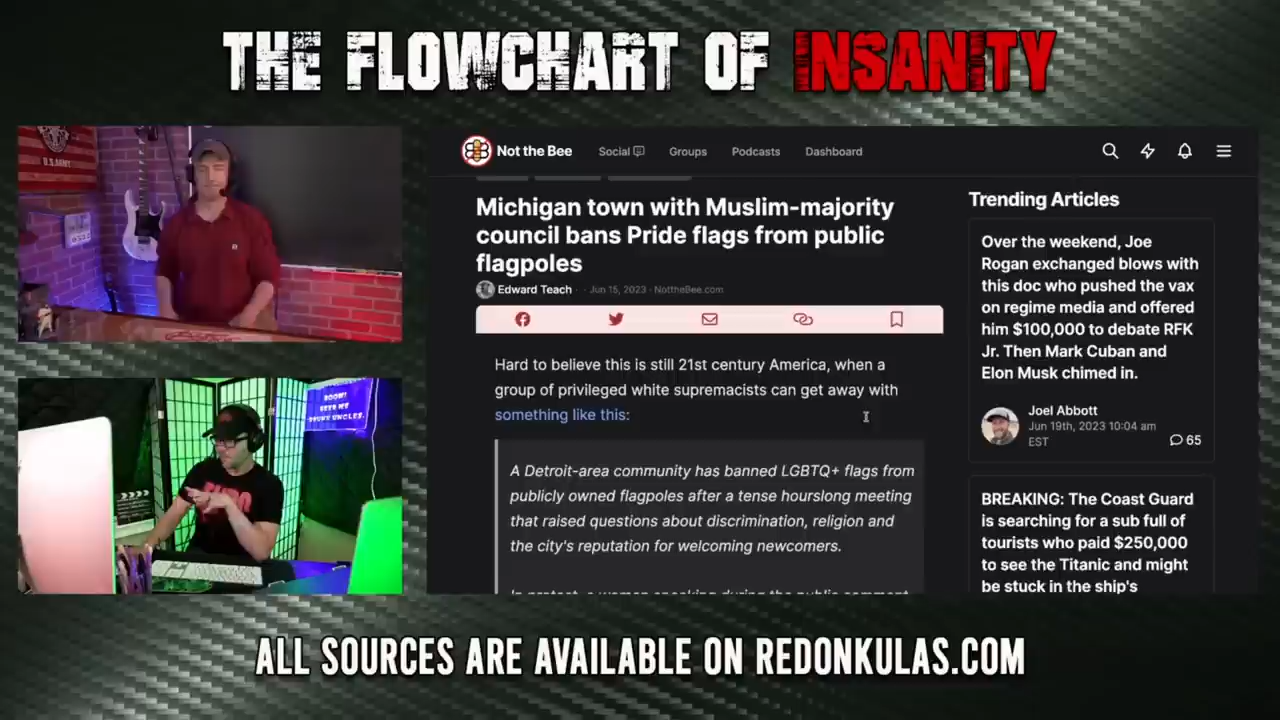 THE FLOWCHART OF INSANITY
U.S. ARMY
BOOM!
HERE ME
DRUNK UNCLES.
Not the Bee
Social
Groups
Podcasts
Dashboard
Michigan town with Muslim-majority
council bans Pride flags from public
flagpoles
Edward Teach · Jun 15, 2023 · NottheBee.com
Hard to believe this is still 21st century America, when a
group of privileged white supremacists can get away with
something like this:
A Detroit-area community has banned LGBTQ+ flags from
publicly owned flagpoles after a tense hourslong meeting
that raised questions about discrimination, religion and
the city's reputation for welcoming newcomers.
Trending Articles
Over the weekend, Joe
Rogan exchanged blows with
this doc who pushed the vax
on regime media and offered
him $100,000 to debate RFK
Jr. Then Mark Cuban and
Elon Musk chimed in.
Joel Abbott
Jun 19th, 2023 10:04 am
EST
65
BREAKING: The Coast Guard
is searching for a sub full of
tourists who paid $250,000
to see the Titanic and might
be stuck in the ship's
ALL SOURCES ARE AVAILABLE ON REDONKULAS.COM